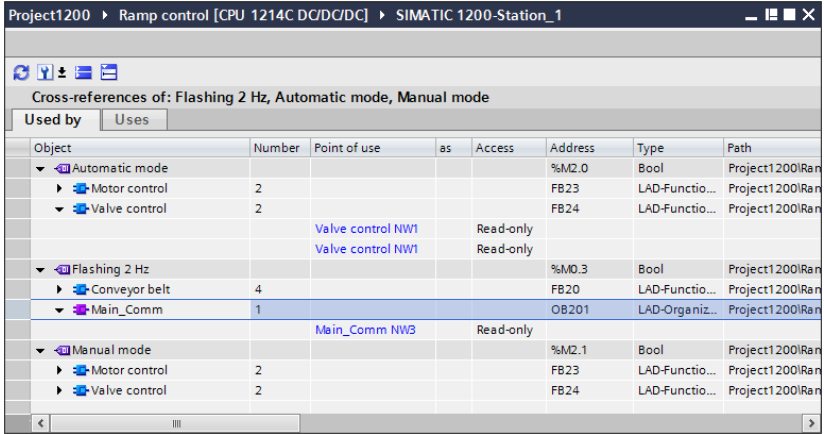 Project1200 ▸ Ramp control [CPU 1214C DC/DC/DC] ▸ SIMATIC 1200-Station_1
Cross-references of: Flashing 2 Hz, Automatic mode, Manual mode
Used by Uses
Object Number Point of use as Access Address Type Path
Automatic mode %M2.0 Bool Project1200\Ran
Motor control 2 FB23 LAD-Functio... Project1200\Ran
Valve control 2 FB24 LAD-Functio... Project1200\Ran
Valve control NW1 Read-only
Valve control NW1 Read-only
Flashing 2 Hz %M0.3 Bool Project1200\Ran
Conveyor belt 4 FB20 LAD-Functio... Project1200\Ran
Main_Comm 1 OB201 LAD-Organiz... Project1200\Ran
Main_Comm NW3 Read-only
Manual mode %M2.1 Bool Project1200\Ran
Motor control 2 FB23 LAD-Functio... Project1200\Ran
Valve control 2 FB24 LAD-Functio... Project1200\Ran